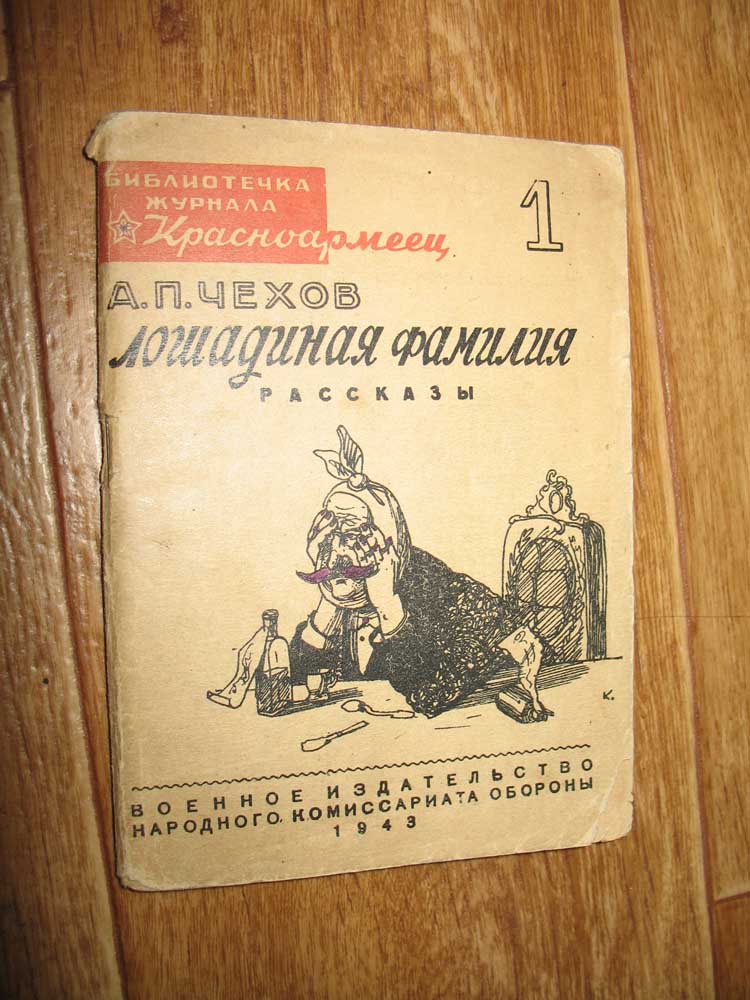 БИБЛИОТЕЧКА
ЖУРНАЛА
Красноармеец
1
А.П.ЧЕХОВ
Лошадиная фамилия
РАССКАЗЫ
К.
ВОЕННОЕ ИЗДАТЕЛЬСТВО
НАРОДНОГО КОМИССАРИАТА ОБОРОНЫ
1943